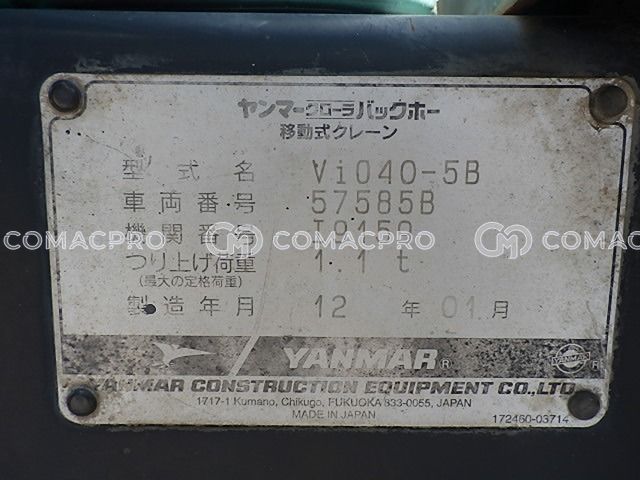 ヤンマークローラバックホー
移動式クレーン
型式名 ViO40-5B
車両番号 57585B
機関番号
つり上げ荷重 1.1 t
(最大の定格荷重)
製造年月 12 年 01 月
COMACPRO COMACPRO COMACPRO
YANMAR ® YANMAR ®
YANMAR CONSTRUCTION EQUIPMENT CO.,LTD.
1717-1 Kumano, Chikugo, FUKUOKA 833-0055, JAPAN
MADE IN JAPAN
172460-03714